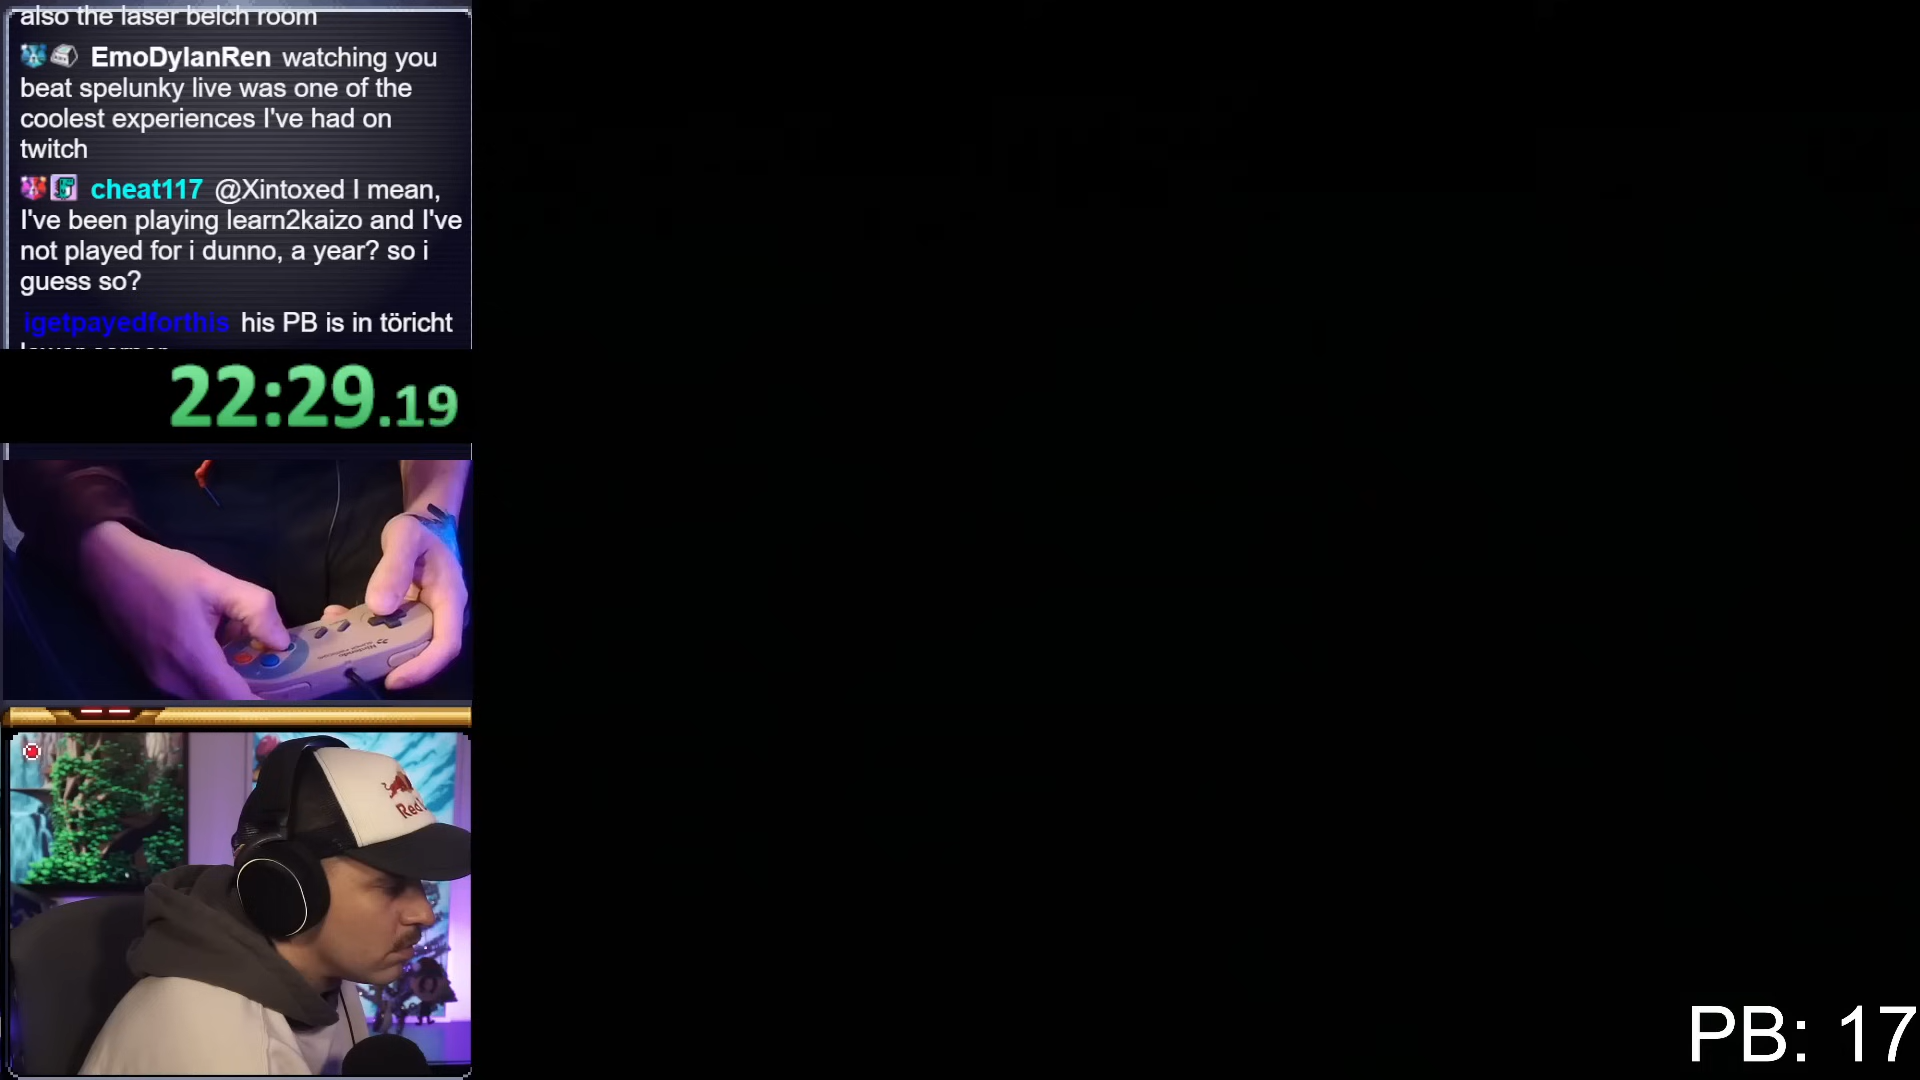 also the laser belch room
EmoDylanRen watching you
beat spelunky live was one of the
coolest experiences I've had on
twitch
cheat117 @Xintoxed I mean,
I've been playing learn2kaizo and I've
not played for i dunno, a year? so i
guess so?
igetpayedforthis his PB is in töricht
22:29.19
PB: 17